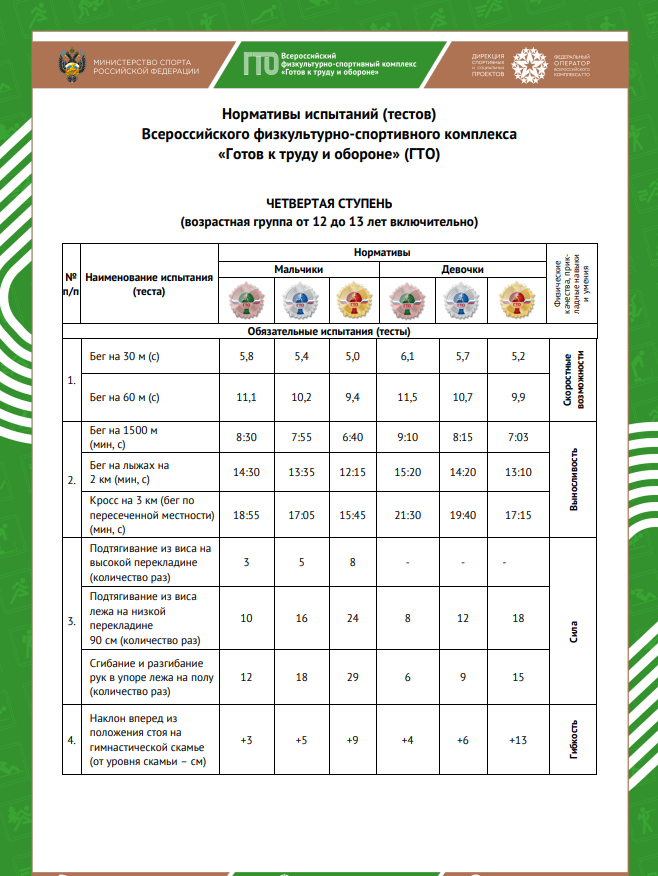 МИНИСТЕРСТВО СПОРТА
РОССИЙСКОЙ ФЕДЕРАЦИИ
ГТО
Всероссийский
физкультурно-спортивный комплекс
«Готов к труду и обороне»
ДИРЕКЦИЯ
СПОРТИВНЫХ
И СОЦИАЛЬНЫХ
ПРОЕКТОВ
ФЕДЕРАЛЬНЫЙ
ОПЕРАТОР
ВСЕРОССИЙСКОГО
КОМПЛЕКСА ГТО
Нормативы испытаний (тестов)
Всероссийского физкультурно-спортивного комплекса
«Готов к труду и обороне» (ГТО)
ЧЕТВЕРТАЯ СТУПЕНЬ
(возрастная группа от 12 до 13 лет включительно)
№
п/п
Наименование испытания
(теста)
Нормативы
Мальчики
Девочки
Физические
качества, прик-
ладные навыки
и умения
Обязательные испытания (тесты)
1.
Бег на 30 м (с) 5,8 5,4 5,0 6,1 5,7 5,2
Бег на 60 м (с) 11,1 10,2 9,4 11,5 10,7 9,9
Скоростные
возможности
2.
Бег на 1500 м
(мин, с) 8:30 7:55 6:40 9:10 8:15 7:03
Бег на лыжах на
2 км (мин, с) 14:30 13:35 12:15 15:20 14:20 13:10
Кросс на 3 км (бег по
пересеченной местности) 18:55 17:05 15:45 21:30 19:40 17:15
(мин, с)
Выносливость
3.
Подтягивание из виса на
высокой перекладине 3 5 8 - - -
(количество раз)
Подтягивание из виса
лежа на низкой 10 16 24 8 12 18
перекладине
90 см (количество раз)
Сгибание и разгибание
рук в упоре лежа на полу 12 18 29 6 9 15
(количество раз)
Сила
4.
Наклон вперед из
положения стоя на +3 +5 +9 +4 +6 +13
гимнастической скамье
(от уровня скамьи – см)
Гибкость